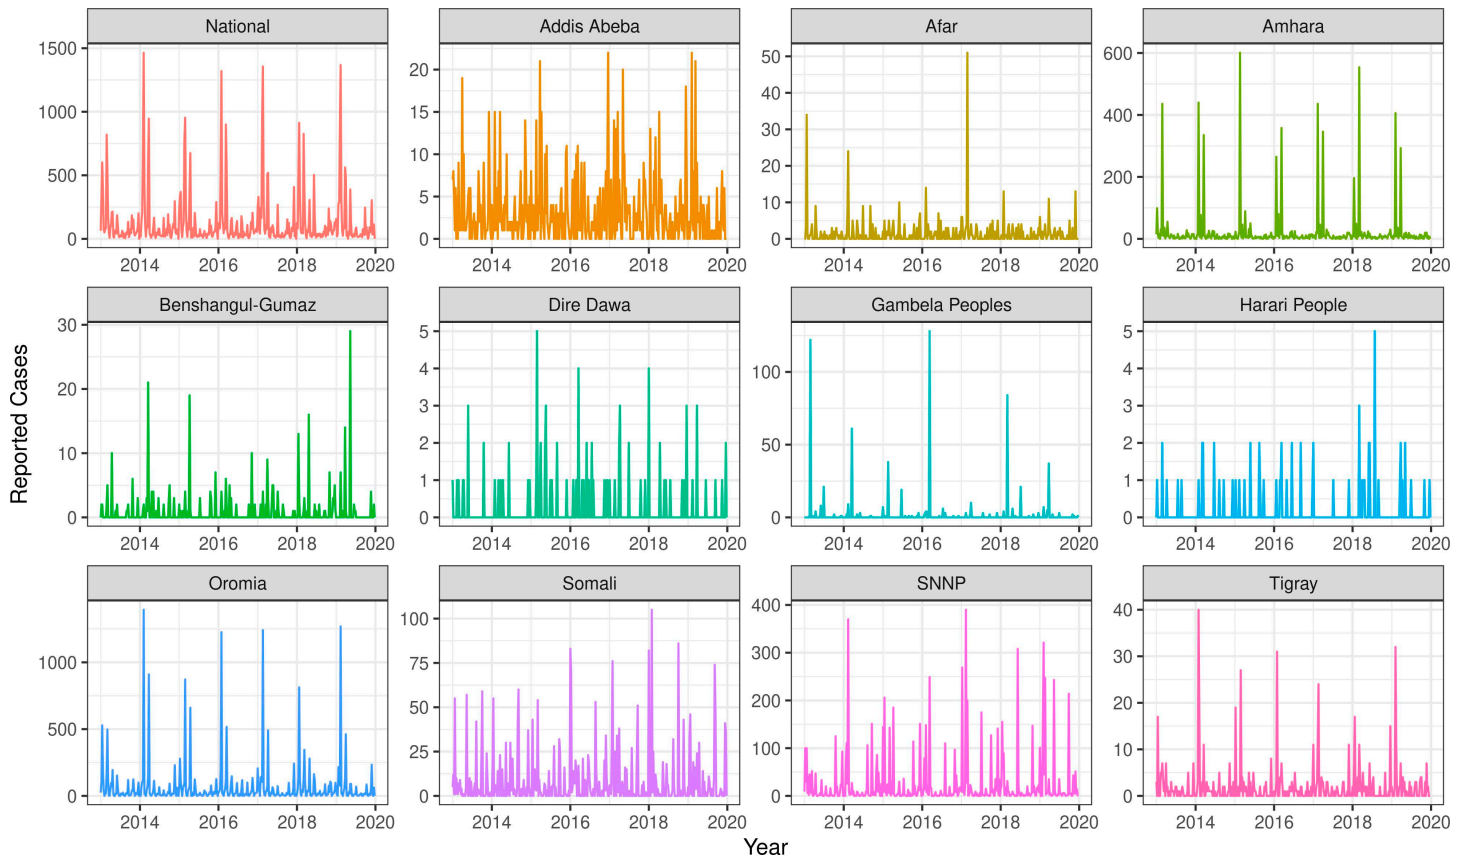 National Addis Abeba Afar Amhara
1500 20 50 600
1000 15 40 400
500 10 30 200
0 5 20 0
0 10
0
2014 2016 2018 2020 2014 2016 2018 2020 2014 2016 2018 2020 2014 2016 2018 2020
Benshangul-Gumaz Dire Dawa Gambela Peoples Harari People
30 5 100 5
20 4 50 4
10 3 0 3
0 2 2
1 1
0 0
2014 2016 2018 2020 2014 2016 2018 2020 2014 2016 2018 2020 2014 2016 2018 2020
Reported Cases
Oromia Somali SNNP Tigray
1000 100 400 40
500 75 300 30
0 50 200 20
25 100 10
0 0 0
2014 2016 2018 2020 2014 2016 2018 2020 2014 2016 2018 2020 2014 2016 2018 2020
Year